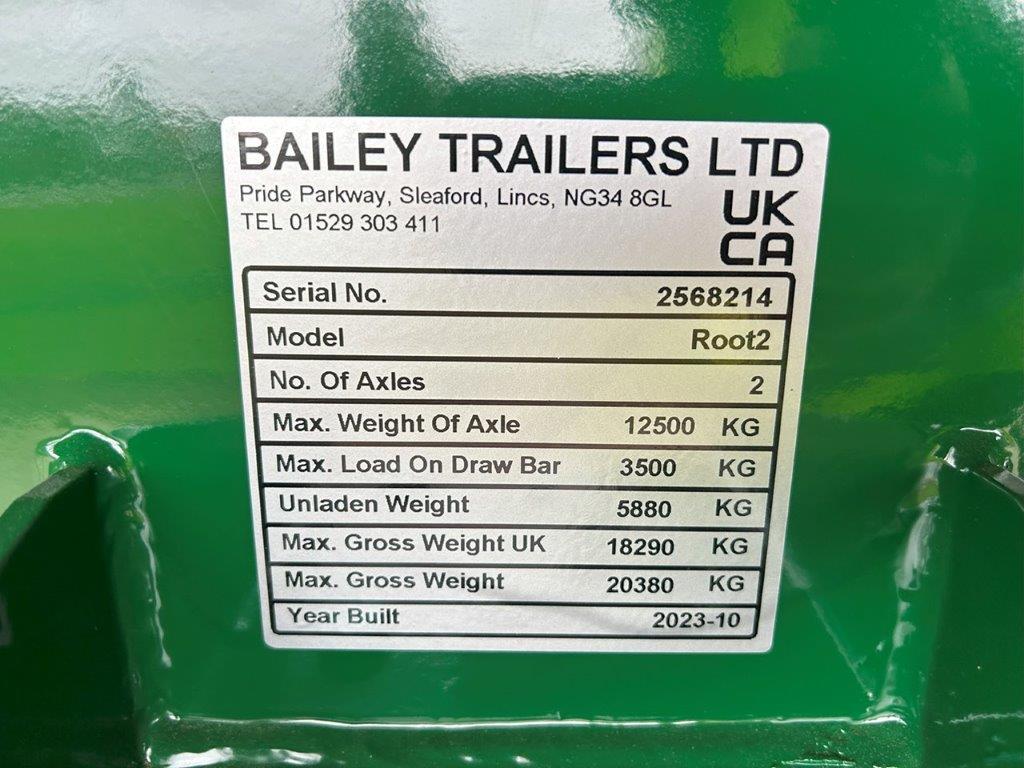 BAILEY TRAILERS LTD
Pride Parkway, Sleaford, Lincs, NG34 8GL
TEL 01529 303 411
UK
CA
Serial No. 2568214
Model Root2
No. Of Axles 2
Max. Weight Of Axle 12500 KG
Max. Load On Draw Bar 3500 KG
Unladen Weight 5880 KG
Max. Gross Weight UK 18290 KG
Max. Gross Weight 20380 KG
Year Built 2023-10